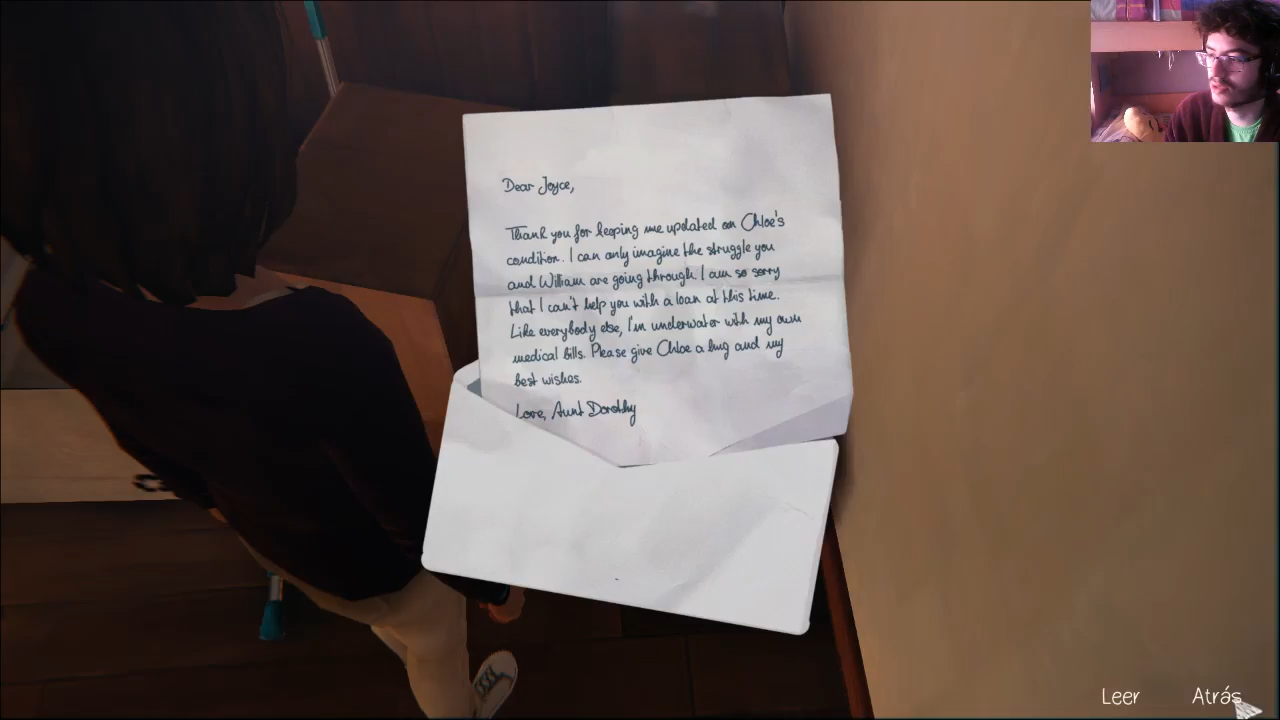 Dear Joyce,
Thank you for keeping me updated on Chloe's
condition. I can only imagine the struggle you
and William are going through. I am so sorry
that I can't help you with a loan at this time.
Like everybody else, I'm underwater with my own
medical bills. Please give Chloe a hug and my
best wishes.
Love, Aunt Dorothy
Leer Atrás